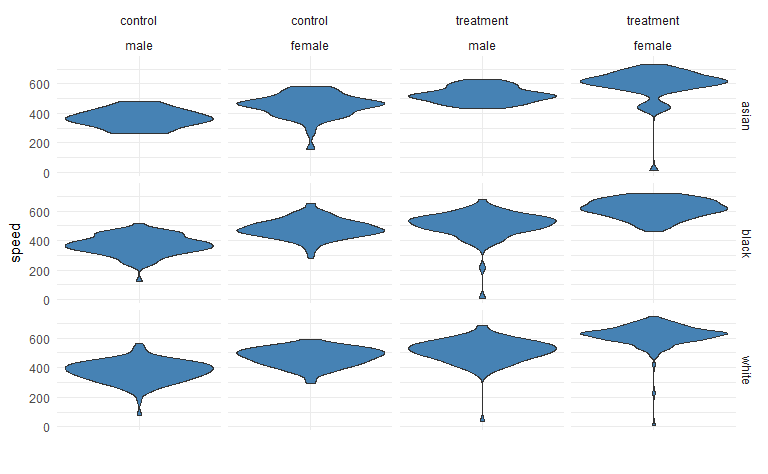 control control treatment treatment
male female male female
600
400
200
0
asian
600
400
200
0
black
speed
600
400
200
0
white